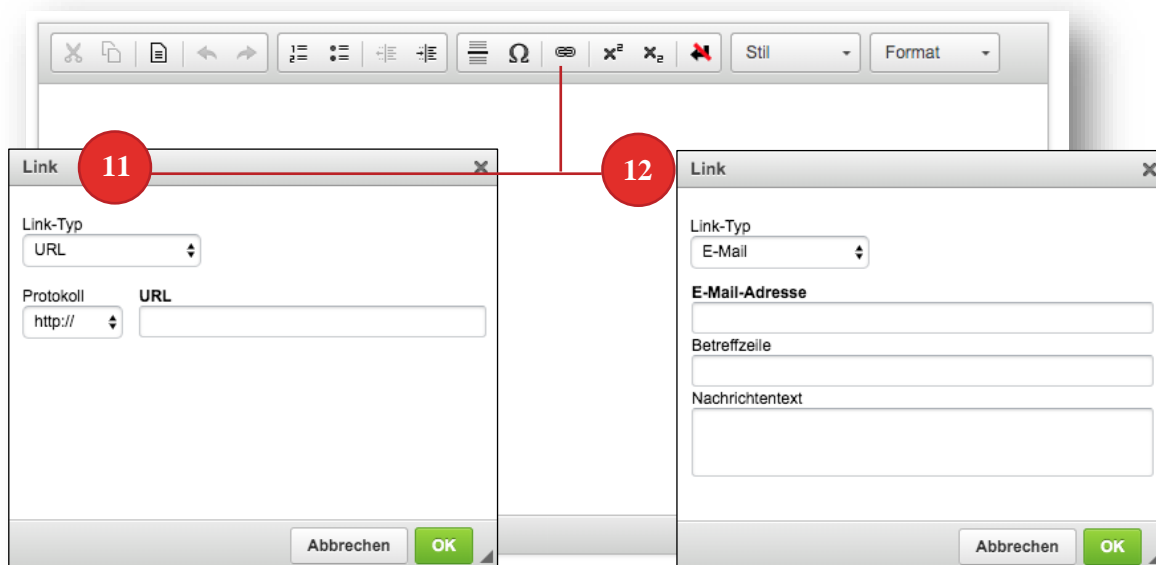 Stil Format
Link 11
Link-Typ
URL
Protokoll URL
http://
Abbrechen OK
12 Link
Link-Typ
E-Mail
E-Mail-Adresse
Betreffzeile
Nachrichtentext
Abbrechen OK